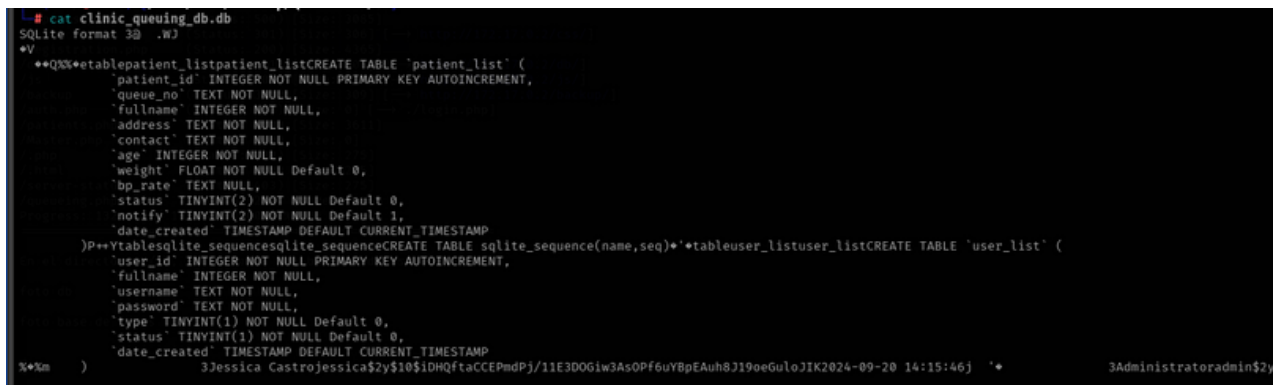 # cat clinic_queuing_db.db
SQLite format 3@ .WJ
◆V
◆◆Q%%◆etablepatient_listpatient_listCREATE TABLE `patient_list` (
`patient_id` INTEGER NOT NULL PRIMARY KEY AUTOINCREMENT,
`queue_no` TEXT NOT NULL,
`fullname` INTEGER NOT NULL,
`address` TEXT NOT NULL,
`contact` TEXT NOT NULL,
`age` INTEGER NOT NULL,
`weight` FLOAT NOT NULL Default 0,
`bp_rate` TEXT NULL,
`status` TINYINT(2) NOT NULL Default 0,
`notify` TINYINT(2) NOT NULL Default 1,
`date_created` TIMESTAMP DEFAULT CURRENT_TIMESTAMP
)P++Ytablesqlite_sequencesqlite_sequenceCREATE TABLE sqlite_sequence(name,seq)◆'◆tableuser_listuser_listCREATE TABLE `user_list` (
`user_id` INTEGER NOT NULL PRIMARY KEY AUTOINCREMENT,
`fullname` INTEGER NOT NULL,
`username` TEXT NOT NULL,
`password` TEXT NOT NULL,
`type` TINYINT(1) NOT NULL Default 0,
`status` TINYINT(1) NOT NULL Default 0,
`date_created` TIMESTAMP DEFAULT CURRENT_TIMESTAMP
%◆%m ) 3Jessica Castrojessica$2y$10$iDHQftaCCEPmdPj/11E3DOGiw3AsOPf6uYBpEAuh8J19oeGuloJIK2024-09-20 14:15:46j '◆ 3Administratoradmin$2y